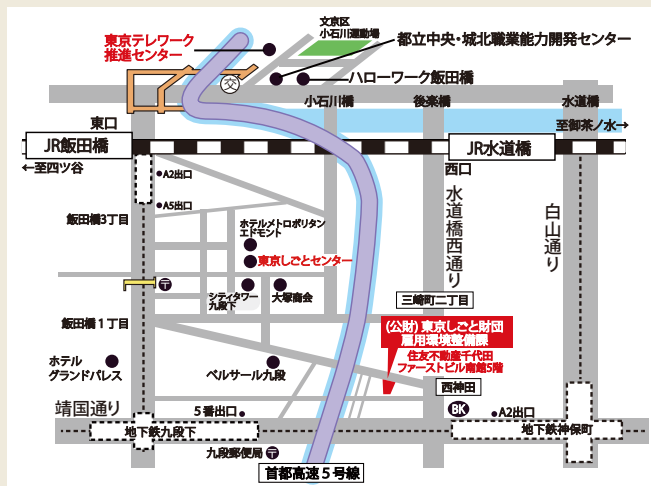 文京区
小石川運動場
東京テレワーク
推進センター
都立中央・城北職業能力開発センター
交
ハローワーク飯田橋
小石川橋
後楽橋
水道橋
東口
至御茶ノ水→
JR飯田橋
JR水道橋
←至四ツ谷
西口
A2出口
A5出口
水道橋西通り
白山通り
飯田橋3丁目
ホテルメトロポリタン
エドモント
東京しごとセンター
〒
シティタワー
九段下
大塚商会
三崎町二丁目
飯田橋1丁目
(公財)東京しごと財団
雇用環境整備課
住友不動産千代田
ファーストビル南館5階
ホテル
グランドパレス
ベルサール九段
西神田
靖国通り
5番出口
BK
A2出口
地下鉄九段下
地下鉄神保町
九段郵便局
〒
首都高速5号線